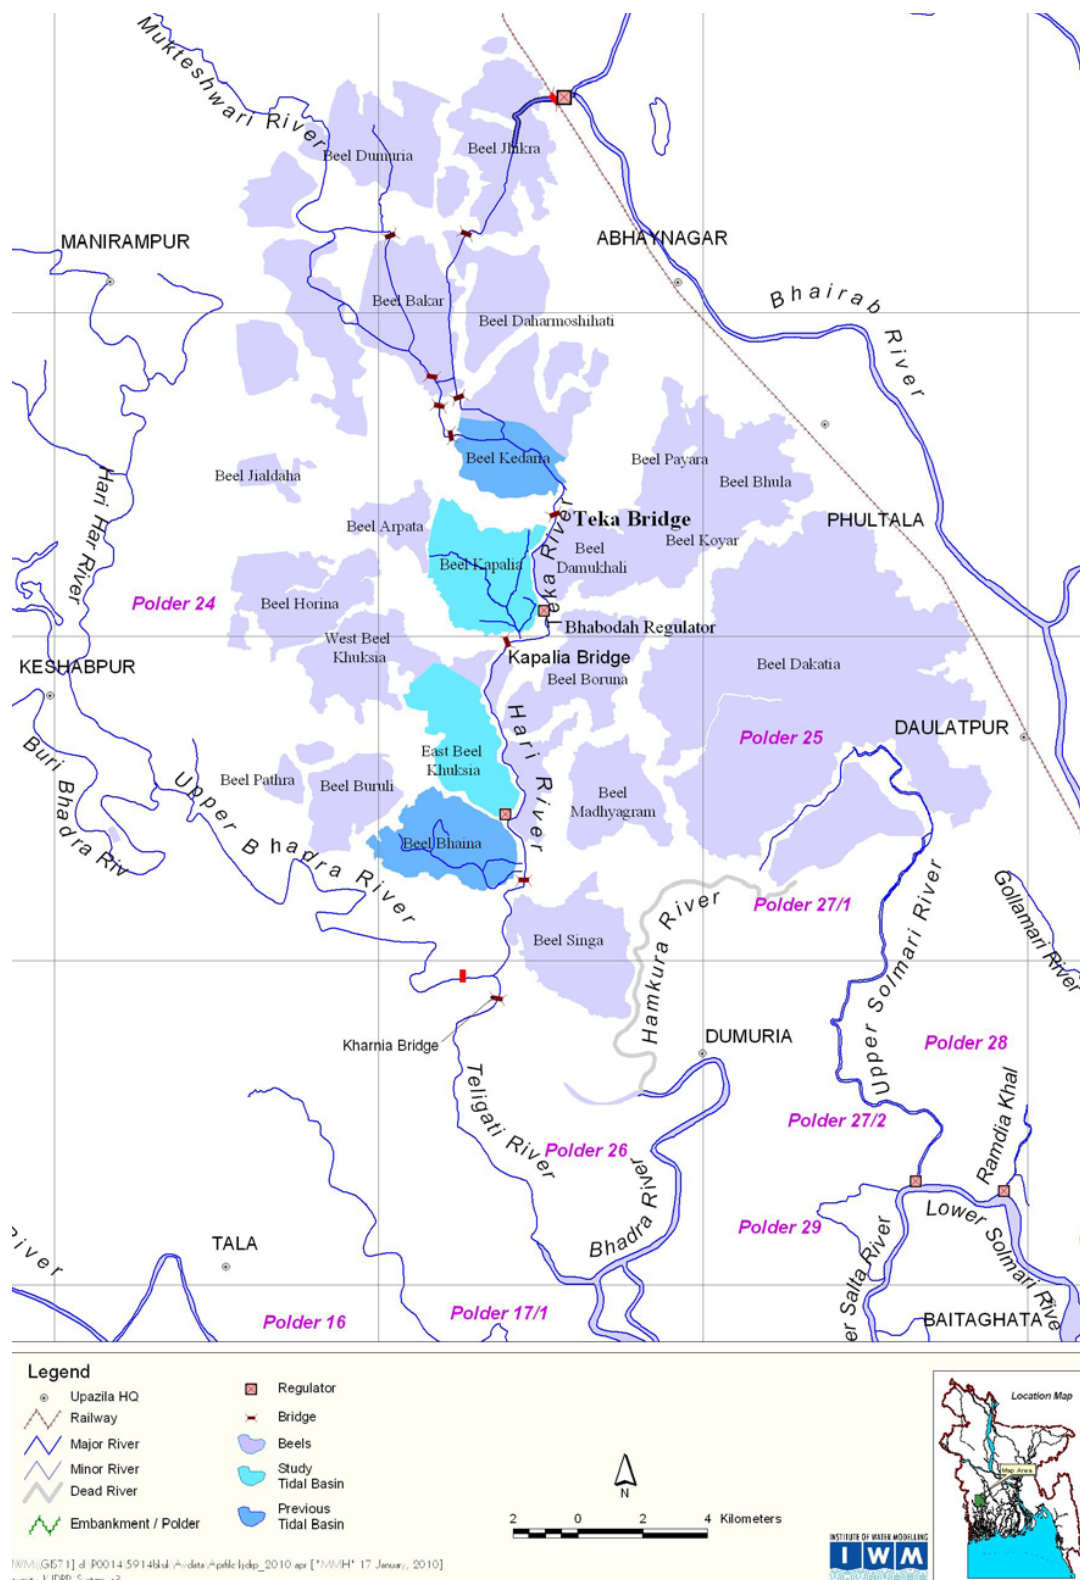 Mukteshwari River
Beel Dumuria
Beel Jhikra
MANIRAMPUR
ABHAYNAGAR
Beel Bakar
Bhairab River
Beel Daharmoshihati
Beel Kedaria
Beel Payara
Beel Jialdaha
Beel Bhula
Hari Har River
Teka Bridge
PHULTALA
Beel Arpata
Beel Koyar
Beel
Damukhali
Teka River
Beel Kapalia
Polder 24
Beel Horina
Bhabodah Regulator
West Beel
Khuksia
Kapalia Bridge
KESHABPUR
Beel Dakatia
Beel Boruna
Hari River
DAULATPUR
Polder 25
East Beel
Khuksia
Buri Bhadra Riv
Upper Bhadra River
Beel Pathra
Beel Buruli
Beel
Madhyagram
Beel Bhaina
Polder 27/1
Gollamari River
Hamkura River
Upper Solmari River
Beel Singa
DUMURIA
Polder 28
Kharnia Bridge
Teligati River
Ramdia Khal
Polder 27/2
Polder 26
Bhadra River
Polder 29
Lower Solmari Rive
River
TALA
er Salta River
Polder 16
Polder 17/1
BAITAGHATA
Legend
Upazila HQ
Railway
Major River
Minor River
Dead River
Embankment / Polder
Regulator
Bridge
Beels
Study
Tidal Basin
Previous
Tidal Basin
N
2 0 2 4 Kilometers
Location Map
Map Area
INSTITUTE OF WATER MODELLING
IWM
17 January, 2010]